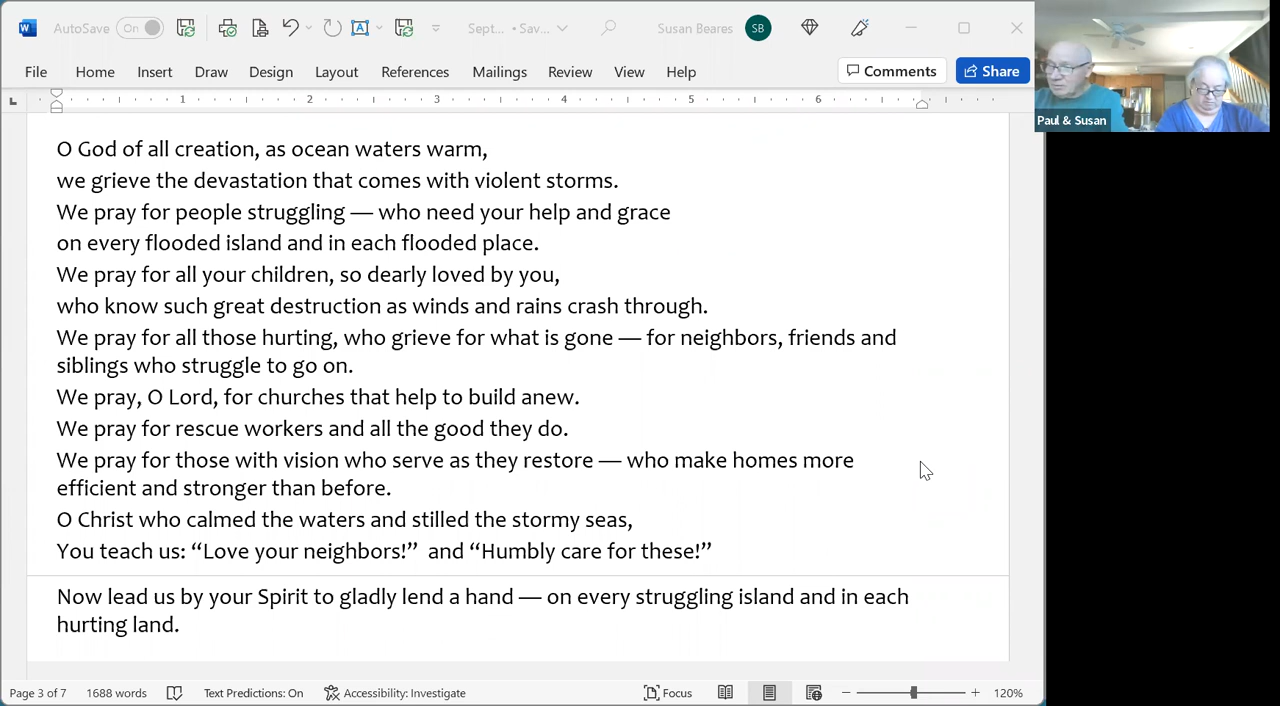 AutoSave On Sept... • Sav... Susan Beares SB
File Home Insert Draw Design Layout References Mailings Review View Help Comments Share
Paul & Susan
L 1 2 3 4 5 6
O God of all creation, as ocean waters warm,
we grieve the devastation that comes with violent storms.
We pray for people struggling — who need your help and grace
on every flooded island and in each flooded place.
We pray for all your children, so dearly loved by you,
who know such great destruction as winds and rains crash through.
We pray for all those hurting, who grieve for what is gone — for neighbors, friends and
siblings who struggle to go on.
We pray, O Lord, for churches that help to build anew.
We pray for rescue workers and all the good they do.
We pray for those with vision who serve as they restore — who make homes more
efficient and stronger than before.
O Christ who calmed the waters and stilled the stormy seas,
You teach us: “Love your neighbors!”  and “Humbly care for these!”
Now lead us by your Spirit to gladly lend a hand — on every struggling island and in each
hurting land.
Page 3 of 7 1688 words Text Predictions: On Accessibility: Investigate Focus 120%